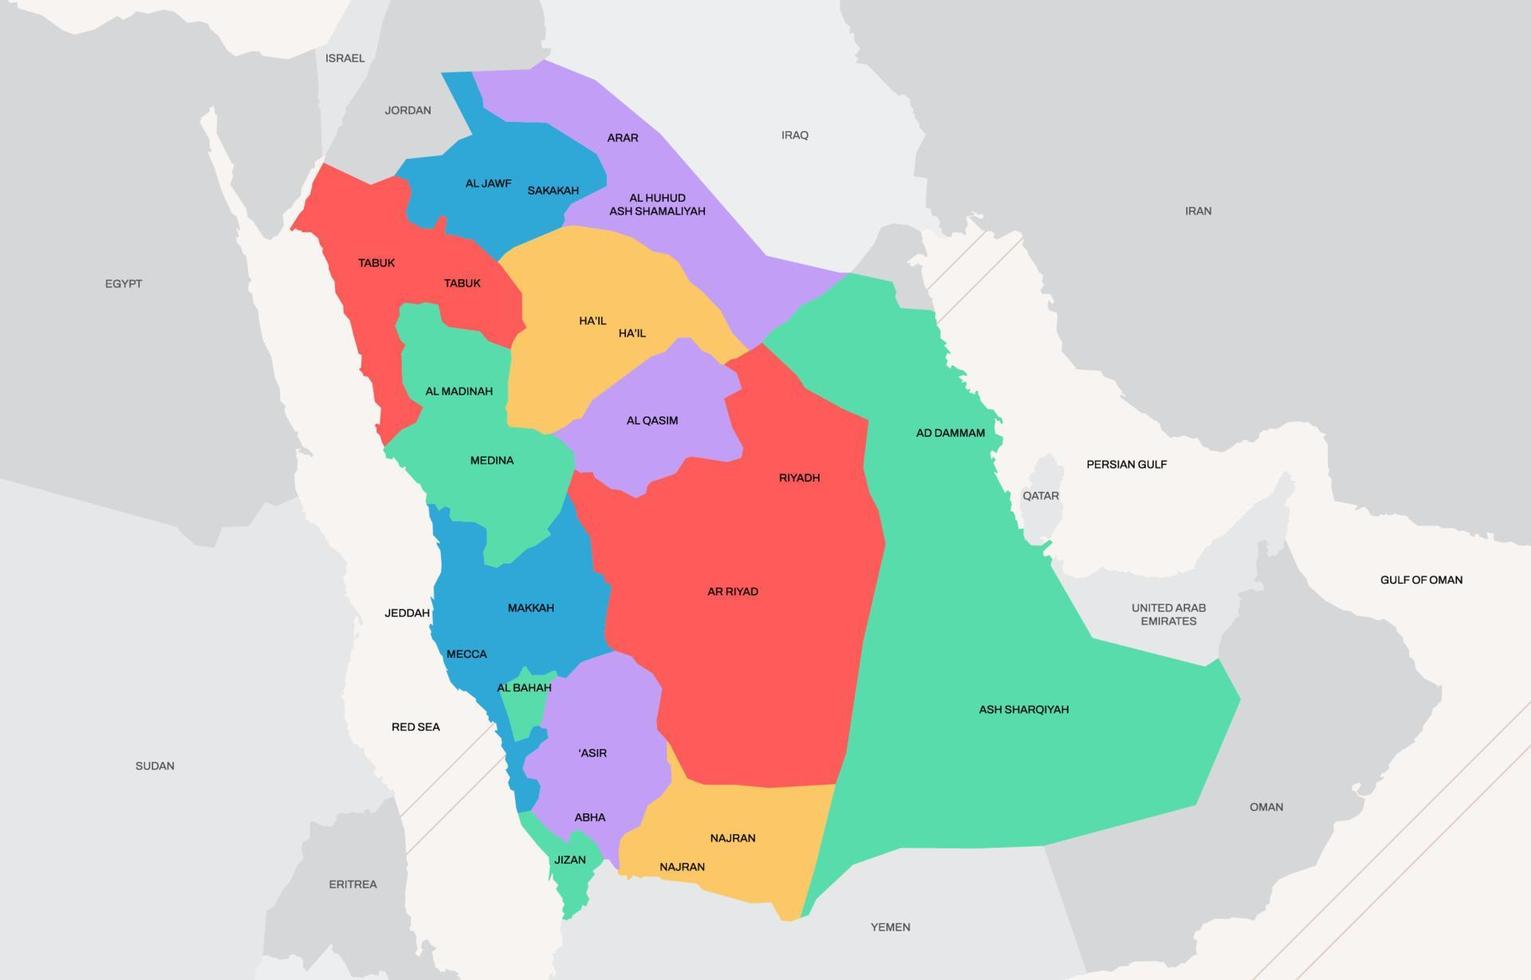 ISRAEL
JORDAN
ARAR
IRAQ
AL JAWF
SAKAKAH
AL HUHUD
ASH SHAMALIYAH
IRAN
TABUK
TABUK
EGYPT
HA'IL
HA'IL
AL MADINAH
AL QASIM
AD DAMMAM
MEDINA
PERSIAN GULF
RIYADH
QATAR
GULF OF OMAN
AR RIYAD
MAKKAH
JEDDAH
UNITED ARAB
EMIRATES
MECCA
AL BAHAH
ASH SHARQIYAH
RED SEA
'ASIR
SUDAN
OMAN
ABHA
NAJRAN
JIZAN
NAJRAN
ERITREA
YEMEN